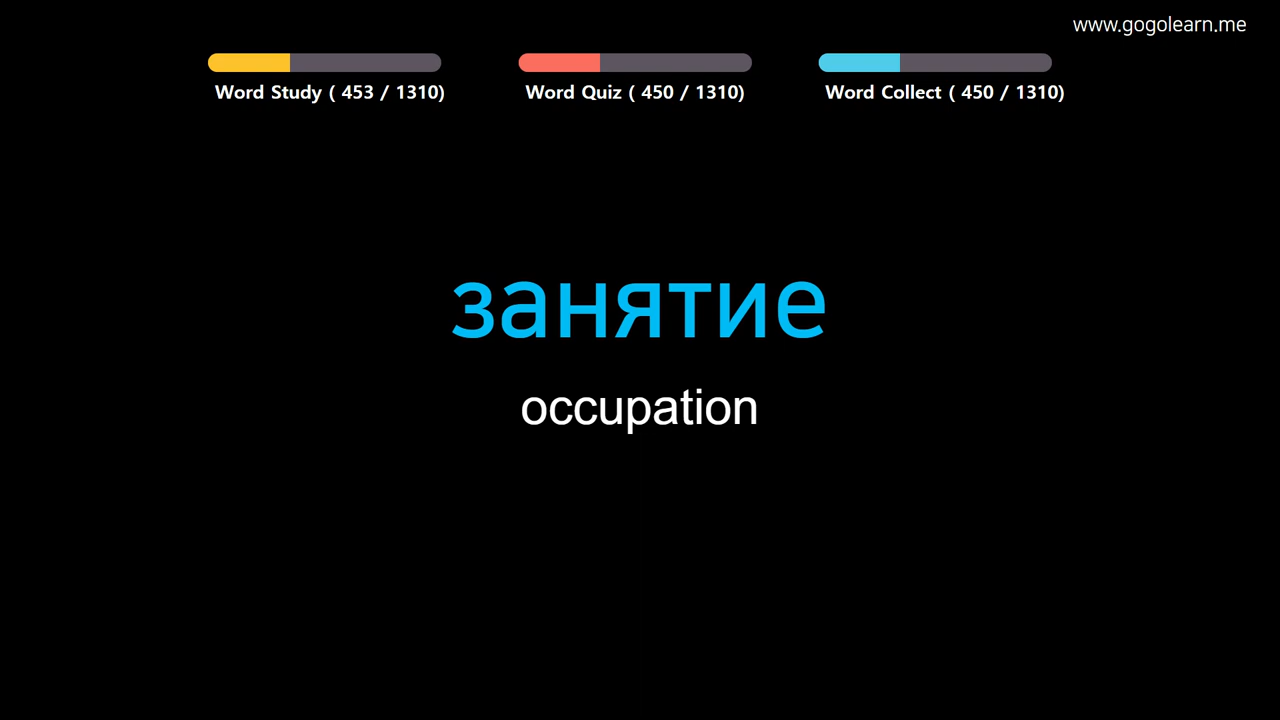 www.gogolearn.me
Word Study ( 453 / 1310)
Word Quiz ( 450 / 1310)
Word Collect ( 450 / 1310)
занятие
occupation